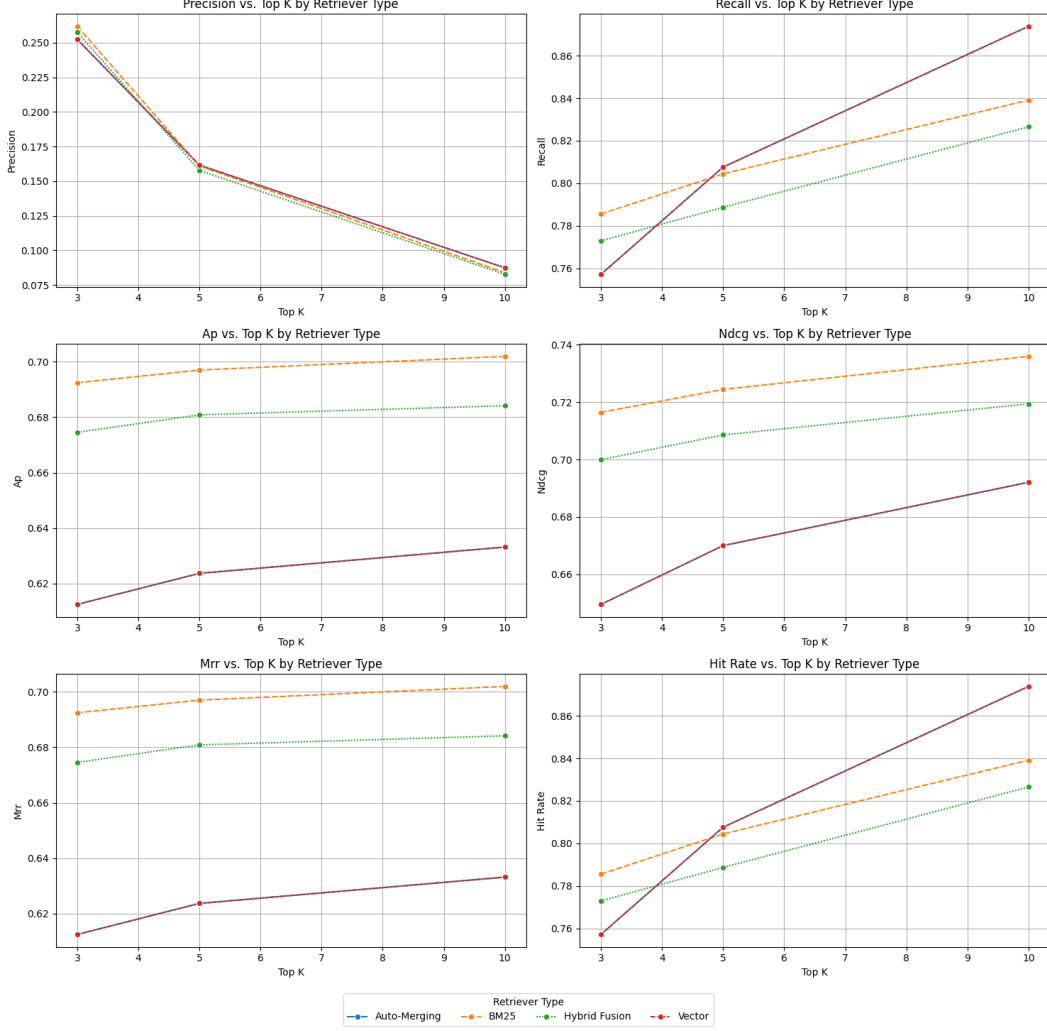 Precision vs. Top K by Retriever Type
0.250
0.225
0.200
0.175
0.150
0.125
0.100
0.075
Precision
3 4 5 6 7 8 9 10
Top K
Recall vs. Top K by Retriever Type
0.86
0.84
0.82
0.80
0.78
0.76
Recall
3 4 5 6 7 8 9 10
Top K
Ap vs. Top K by Retriever Type
0.70
0.68
0.66
0.64
0.62
Ap
3 4 5 6 7 8 9 10
Top K
Ndcg vs. Top K by Retriever Type
0.74
0.72
0.70
0.68
0.66
Ndcg
3 4 5 6 7 8 9 10
Top K
Mrr vs. Top K by Retriever Type
0.70
0.68
0.66
0.64
0.62
Mrr
3 4 5 6 7 8 9 10
Top K
Hit Rate vs. Top K by Retriever Type
0.86
0.84
0.82
0.80
0.78
0.76
Hit Rate
3 4 5 6 7 8 9 10
Top K
Retriever Type
Auto-Merging BM25 Hybrid Fusion Vector